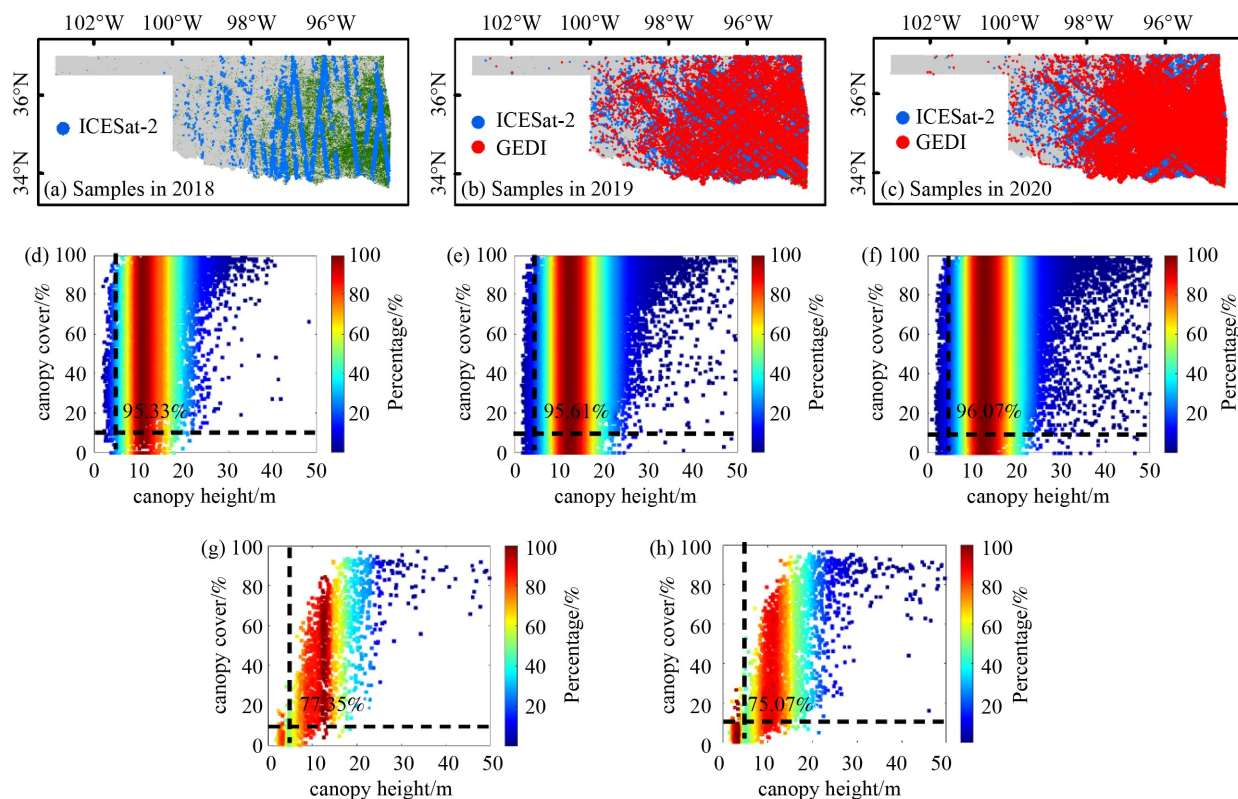 102°W 100°W 98°W 96°W 102°W 100°W 98°W 96°W 102°W 100°W 98°W 96°W
36°N 34°N ICESat-2 (a) Samples in 2018
36°N 34°N ICESat-2 GEDI (b) Samples in 2019
36°N 34°N ICESat-2 GEDI (c) Samples in 2020
(d) 100 80 60 40 20 0 canopy cover/% 95.33% 0 10 20 30 40 50 canopy height/m 100 80 60 40 20 Percentage/%
(e) 100 80 60 40 20 0 canopy cover/% 95.61% 0 10 20 30 40 50 canopy height/m 100 80 60 40 20 Percentage/%
(f) 100 80 60 40 20 0 canopy cover/% 96.07% 0 10 20 30 40 50 canopy height/m 100 80 60 40 20 Percentage/%
(g) 100 80 60 40 20 0 canopy cover/% 77.35% 0 10 20 30 40 50 canopy height/m 100 80 60 40 20 Percentage/%
(h) 100 80 60 40 20 0 canopy cover/% 75.07% 0 10 20 30 40 50 canopy height/m 100 80 60 40 20 Percentage/%